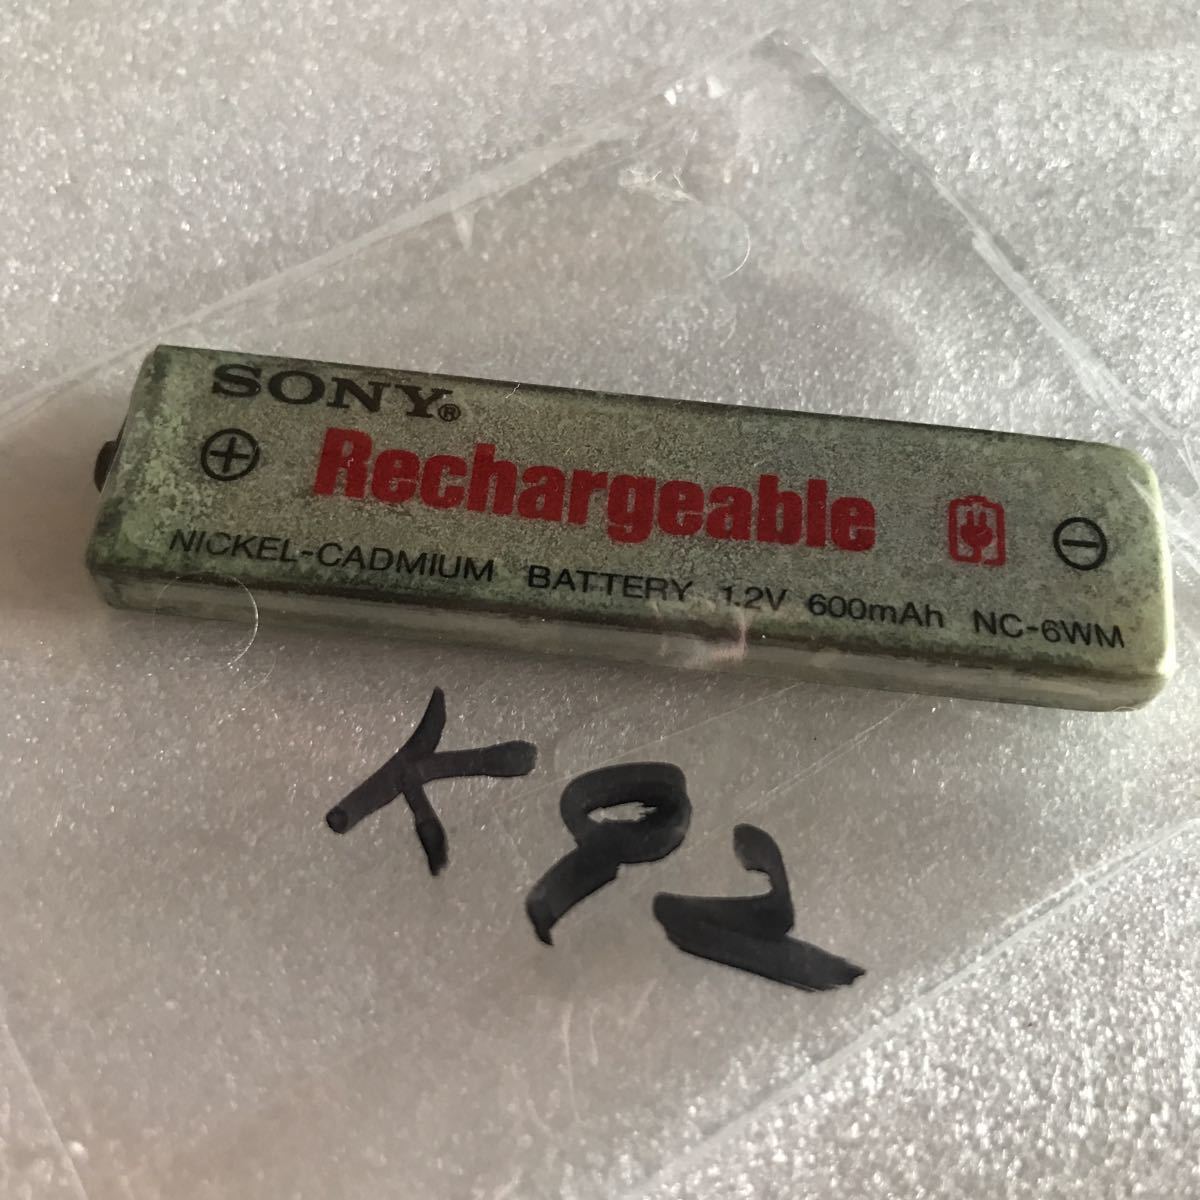 SONY®
Rechargeable
NICKEL-CADMIUM BATTERY 1.2V 600mAh NC-6WM
K92